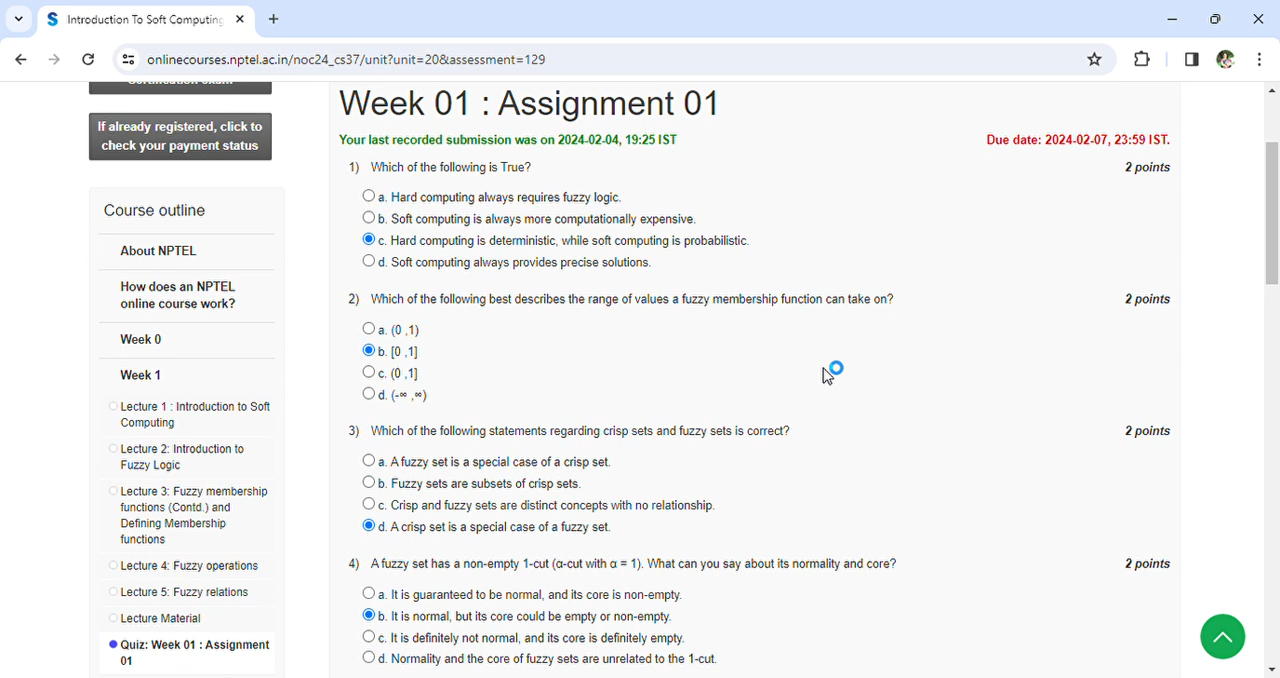 Introduction To Soft Computing
onlinecourses.nptel.ac.in/noc24_cs37/unit?unit=20&assessment=129
If already registered, click to
check your payment status
Course outline
About NPTEL
How does an NPTEL
online course work?
Week 0
Week 1
Lecture 1 : Introduction to Soft
Computing
Lecture 2: Introduction to
Fuzzy Logic
Lecture 3: Fuzzy membership
functions (Contd.) and
Defining Membership
functions
Lecture 4: Fuzzy operations
Lecture 5: Fuzzy relations
Lecture Material
Quiz: Week 01 : Assignment
01
Week 01 : Assignment 01
Your last recorded submission was on 2024-02-04, 19:25 IST
Due date: 2024-02-07, 23:59 IST.
1) Which of the following is True?
2 points
a. Hard computing always requires fuzzy logic.
b. Soft computing is always more computationally expensive.
c. Hard computing is deterministic, while soft computing is probabilistic.
d. Soft computing always provides precise solutions.
2) Which of the following best describes the range of values a fuzzy membership function can take on?
2 points
a. (0 ,1)
b. [0 ,1]
c. (0 ,1]
d. (-∞ ,∞)
3) Which of the following statements regarding crisp sets and fuzzy sets is correct?
2 points
a. A fuzzy set is a special case of a crisp set.
b. Fuzzy sets are subsets of crisp sets.
c. Crisp and fuzzy sets are distinct concepts with no relationship.
d. A crisp set is a special case of a fuzzy set.
4) A fuzzy set has a non-empty 1-cut (α-cut with α = 1). What can you say about its normality and core?
2 points
a. It is guaranteed to be normal, and its core is non-empty.
b. It is normal, but its core could be empty or non-empty.
c. It is definitely not normal, and its core is definitely empty.
d. Normality and the core of fuzzy sets are unrelated to the 1-cut.